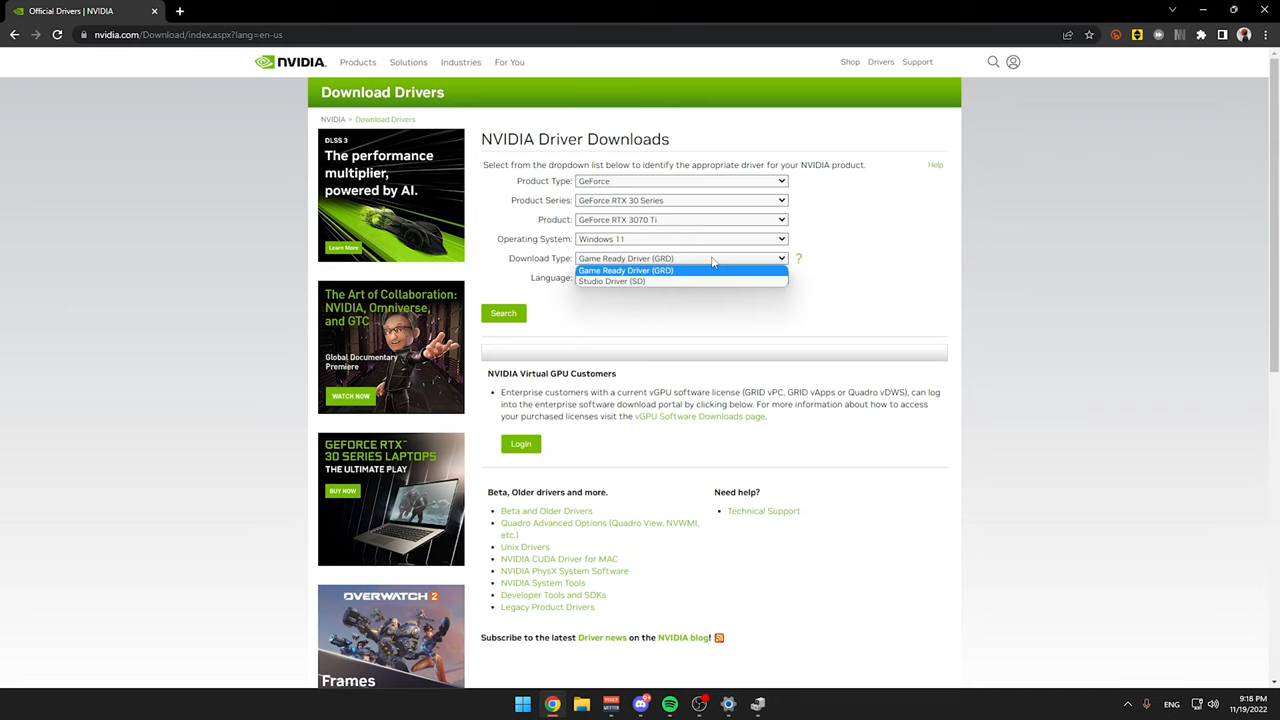 Official Drivers | NVIDIA
nvidia.com/Download/index.aspx?lang=en-us
NVIDIA. Products Solutions Industries For You Shop Drivers Support
Download Drivers
NVIDIA > Download Drivers
DLSS 3
The performance
multiplier,
powered by AI.
Learn More
The Art of Collaboration:
NVIDIA, Omniverse,
and GTC
Global Documentary
Premiere
WATCH NOW
GEFORCE RTX™
30 SERIES LAPTOPS
THE ULTIMATE PLAY
BUY NOW
OVERWATCH 2
Frames
NVIDIA Driver Downloads
Select from the dropdown list below to identify the appropriate driver for your NVIDIA product. Help
Product Type: GeForce
Product Series: GeForce RTX 30 Series
Product: GeForce RTX 3070 Ti
Operating System: Windows 11
Download Type: Game Ready Driver (GRD) ?
Game Ready Driver (GRD)
Language:
Studio Driver (SD)
Search
NVIDIA Virtual GPU Customers
• Enterprise customers with a current vGPU software license (GRID vPC, GRID vApps or Quadro vDWS), can log
into the enterprise software download portal by clicking below. For more information about how to access
your purchased licenses visit the vGPU Software Downloads page.
Login
Beta, Older drivers and more.
• Beta and Older Drivers
• Quadro Advanced Options (Quadro View, NVWMI,
etc.)
• Unix Drivers
• NVIDIA CUDA Driver for MAC
• NVIDIA PhysX System Software
• NVIDIA System Tools
• Developer Tools and SDKs
• Legacy Product Drivers
Need help?
• Technical Support
Subscribe to the latest Driver news on the NVIDIA blog!
ENG
9:18 PM
11/19/2022